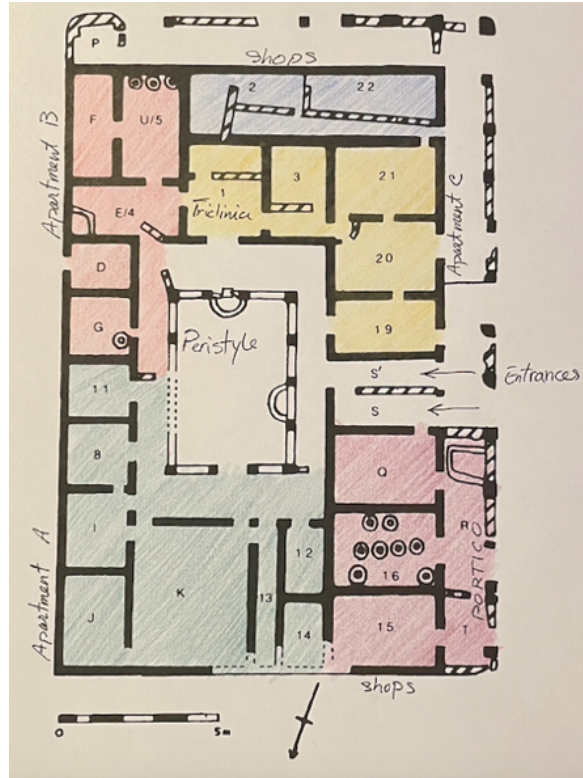 P
shops
F
U/5
2
22
Apartment B
1
Triclinia
3
21
Apartment C
E/4
20
D
G
Peristyle
19
S'
Entrances
S
11
8
Q
R
PORTICO
I
12
16
Apartment A
K
13
J
14
15
T
shops
0
5m